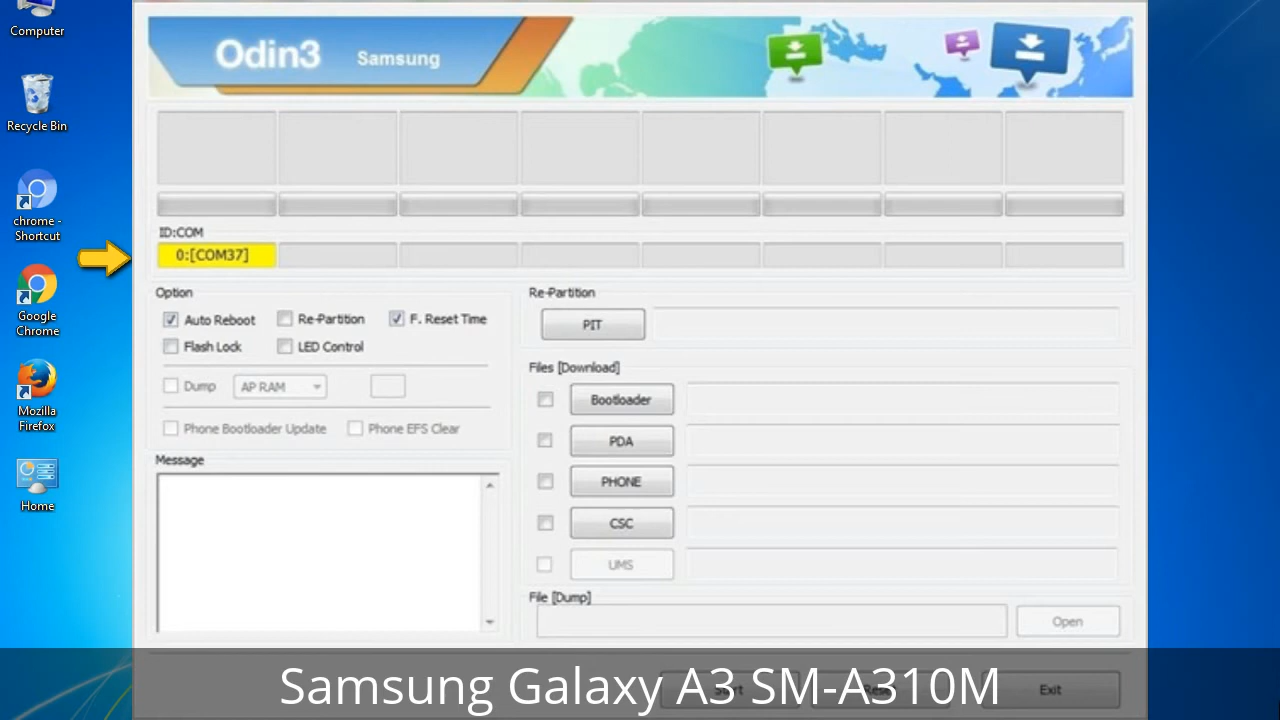 Computer
Recycle Bin
chrome -
Shortcut
Google
Chrome
Mozilla
Firefox
Home
Odin3 Samsung
ID:COM
0:[COM37]
Option
Auto Reboot
Re-Partition
F. Reset Time
Flash Lock
LED Control
Dump
AP RAM
Phone Bootloader Update
Phone EFS Clear
Message
Re-Partition
PIT
Files [Download]
Bootloader
PDA
PHONE
CSC
UMS
File [Dump]
Open
Start
Reset
Exit
Samsung Galaxy A3 SM-A310M